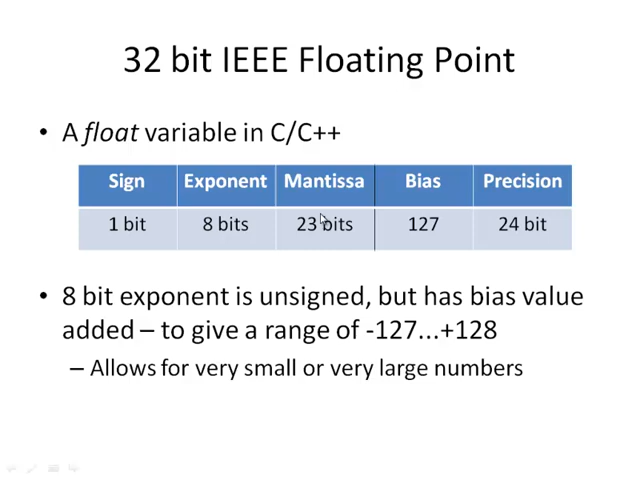 32 bit IEEE Floating Point
• A float variable in C/C++
Sign Exponent Mantissa Bias Precision
1 bit 8 bits 23 bits 127 24 bit
• 8 bit exponent is unsigned, but has bias value
added – to give a range of -127...+128
– Allows for very small or very large numbers